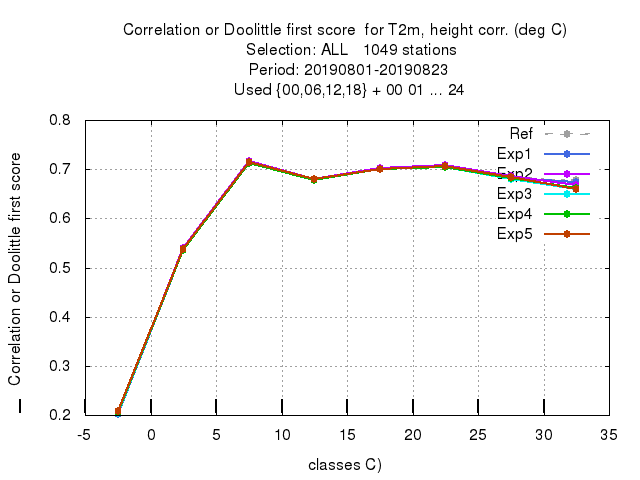 Correlation or Doolittle first score  for T2m, height corr. (deg C)
Selection: ALL   1049 stations
Period: 20190801-20190823
Used {00,06,12,18} + 00 01 ... 24
Correlation or Doolittle first score
0.8
0.7
0.6
0.5
0.4
0.3
0.2
Ref
Exp1
Exp2
Exp3
Exp4
Exp5
-5 0 5 10 15 20 25 30 35
classes C)